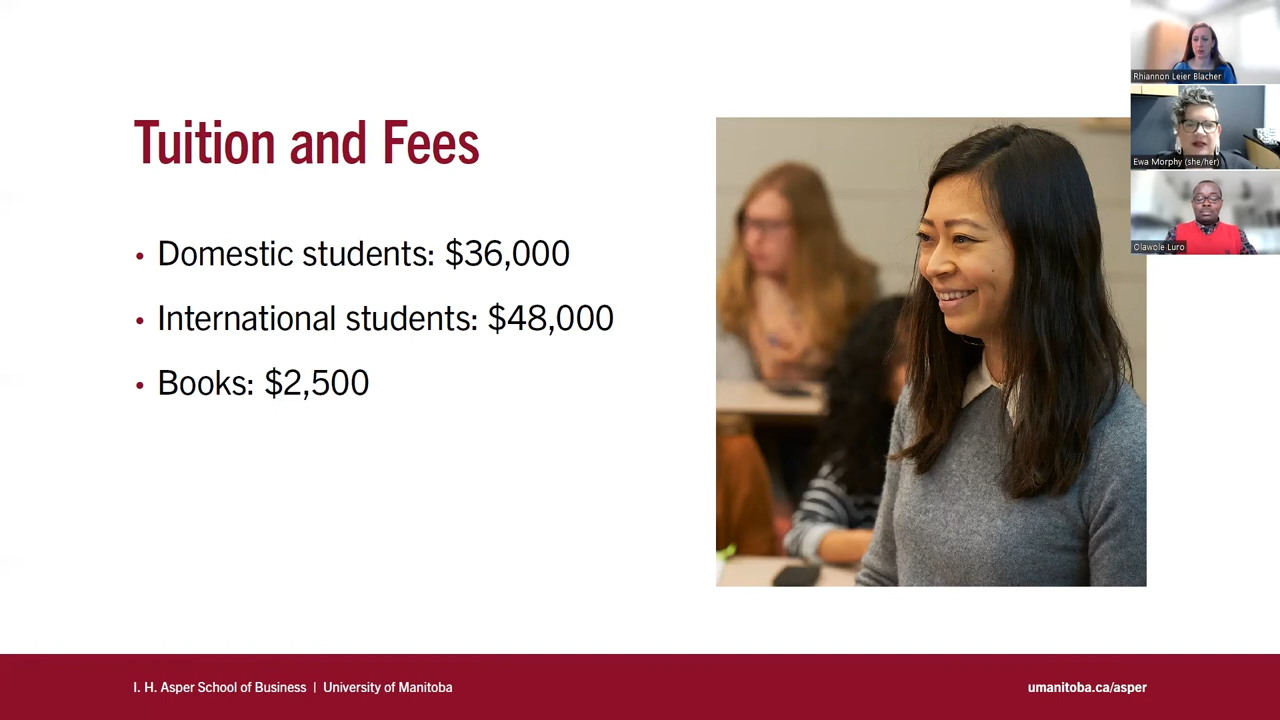 Tuition and Fees
• Domestic students: $36,000
• International students: $48,000
• Books: $2,500
Rhiannon Leier Blacher
Ewa Morphy (she/her)
Olawole Luro
I. H. Asper School of Business | University of Manitoba
umanitoba.ca/asper